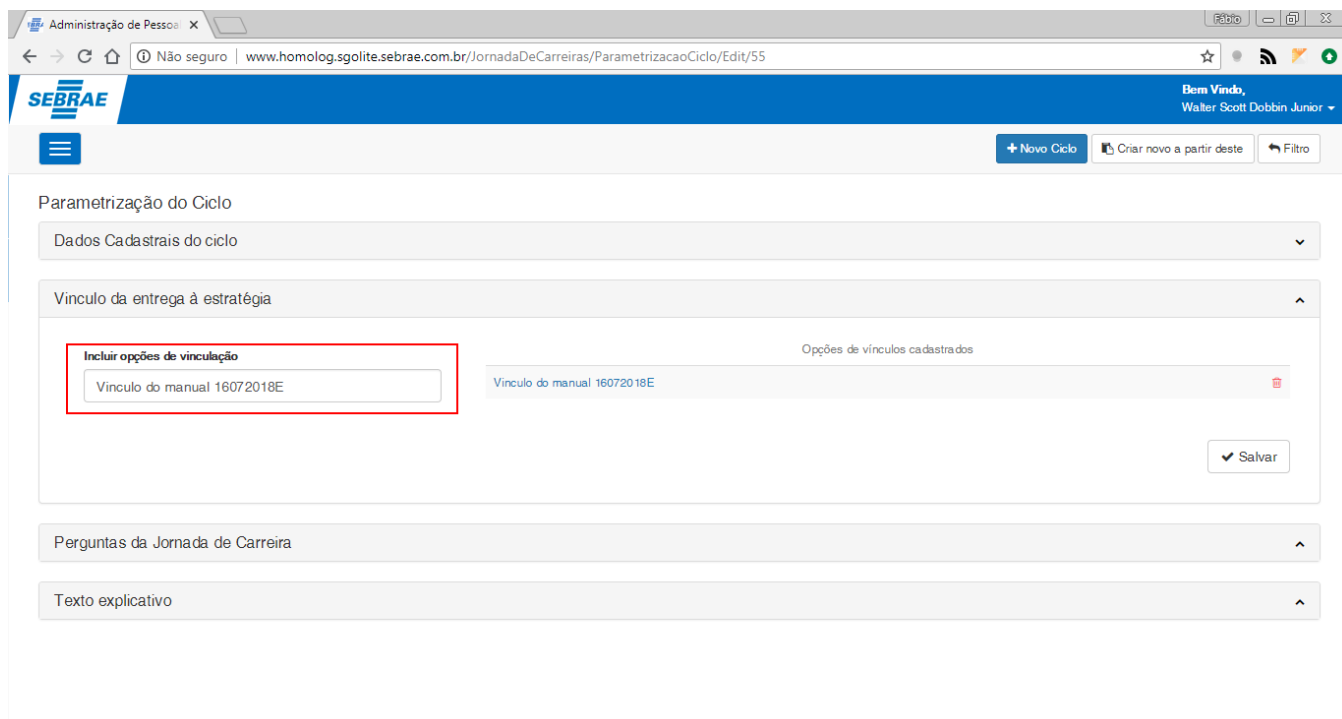 Administração de Pessoa
Fábio
Não seguro | www.homolog.sgolite.sebrae.com.br/JornadaDeCarreiras/ParametrizacaoCiclo/Edit/55
SEBRAE
Bem Vindo,
Walter Scott Dobbin Junior
Novo Ciclo
Criar novo a partir deste
Filtro
Parametrização do Ciclo
Dados Cadastrais do ciclo
Vinculo da entrega à estratégia
Incluir opções de vinculação
Opções de vínculos cadastrados
Vinculo do manual 16072018E
Vinculo do manual 16072018E
Salvar
Perguntas da Jornada de Carreira
Texto explicativo